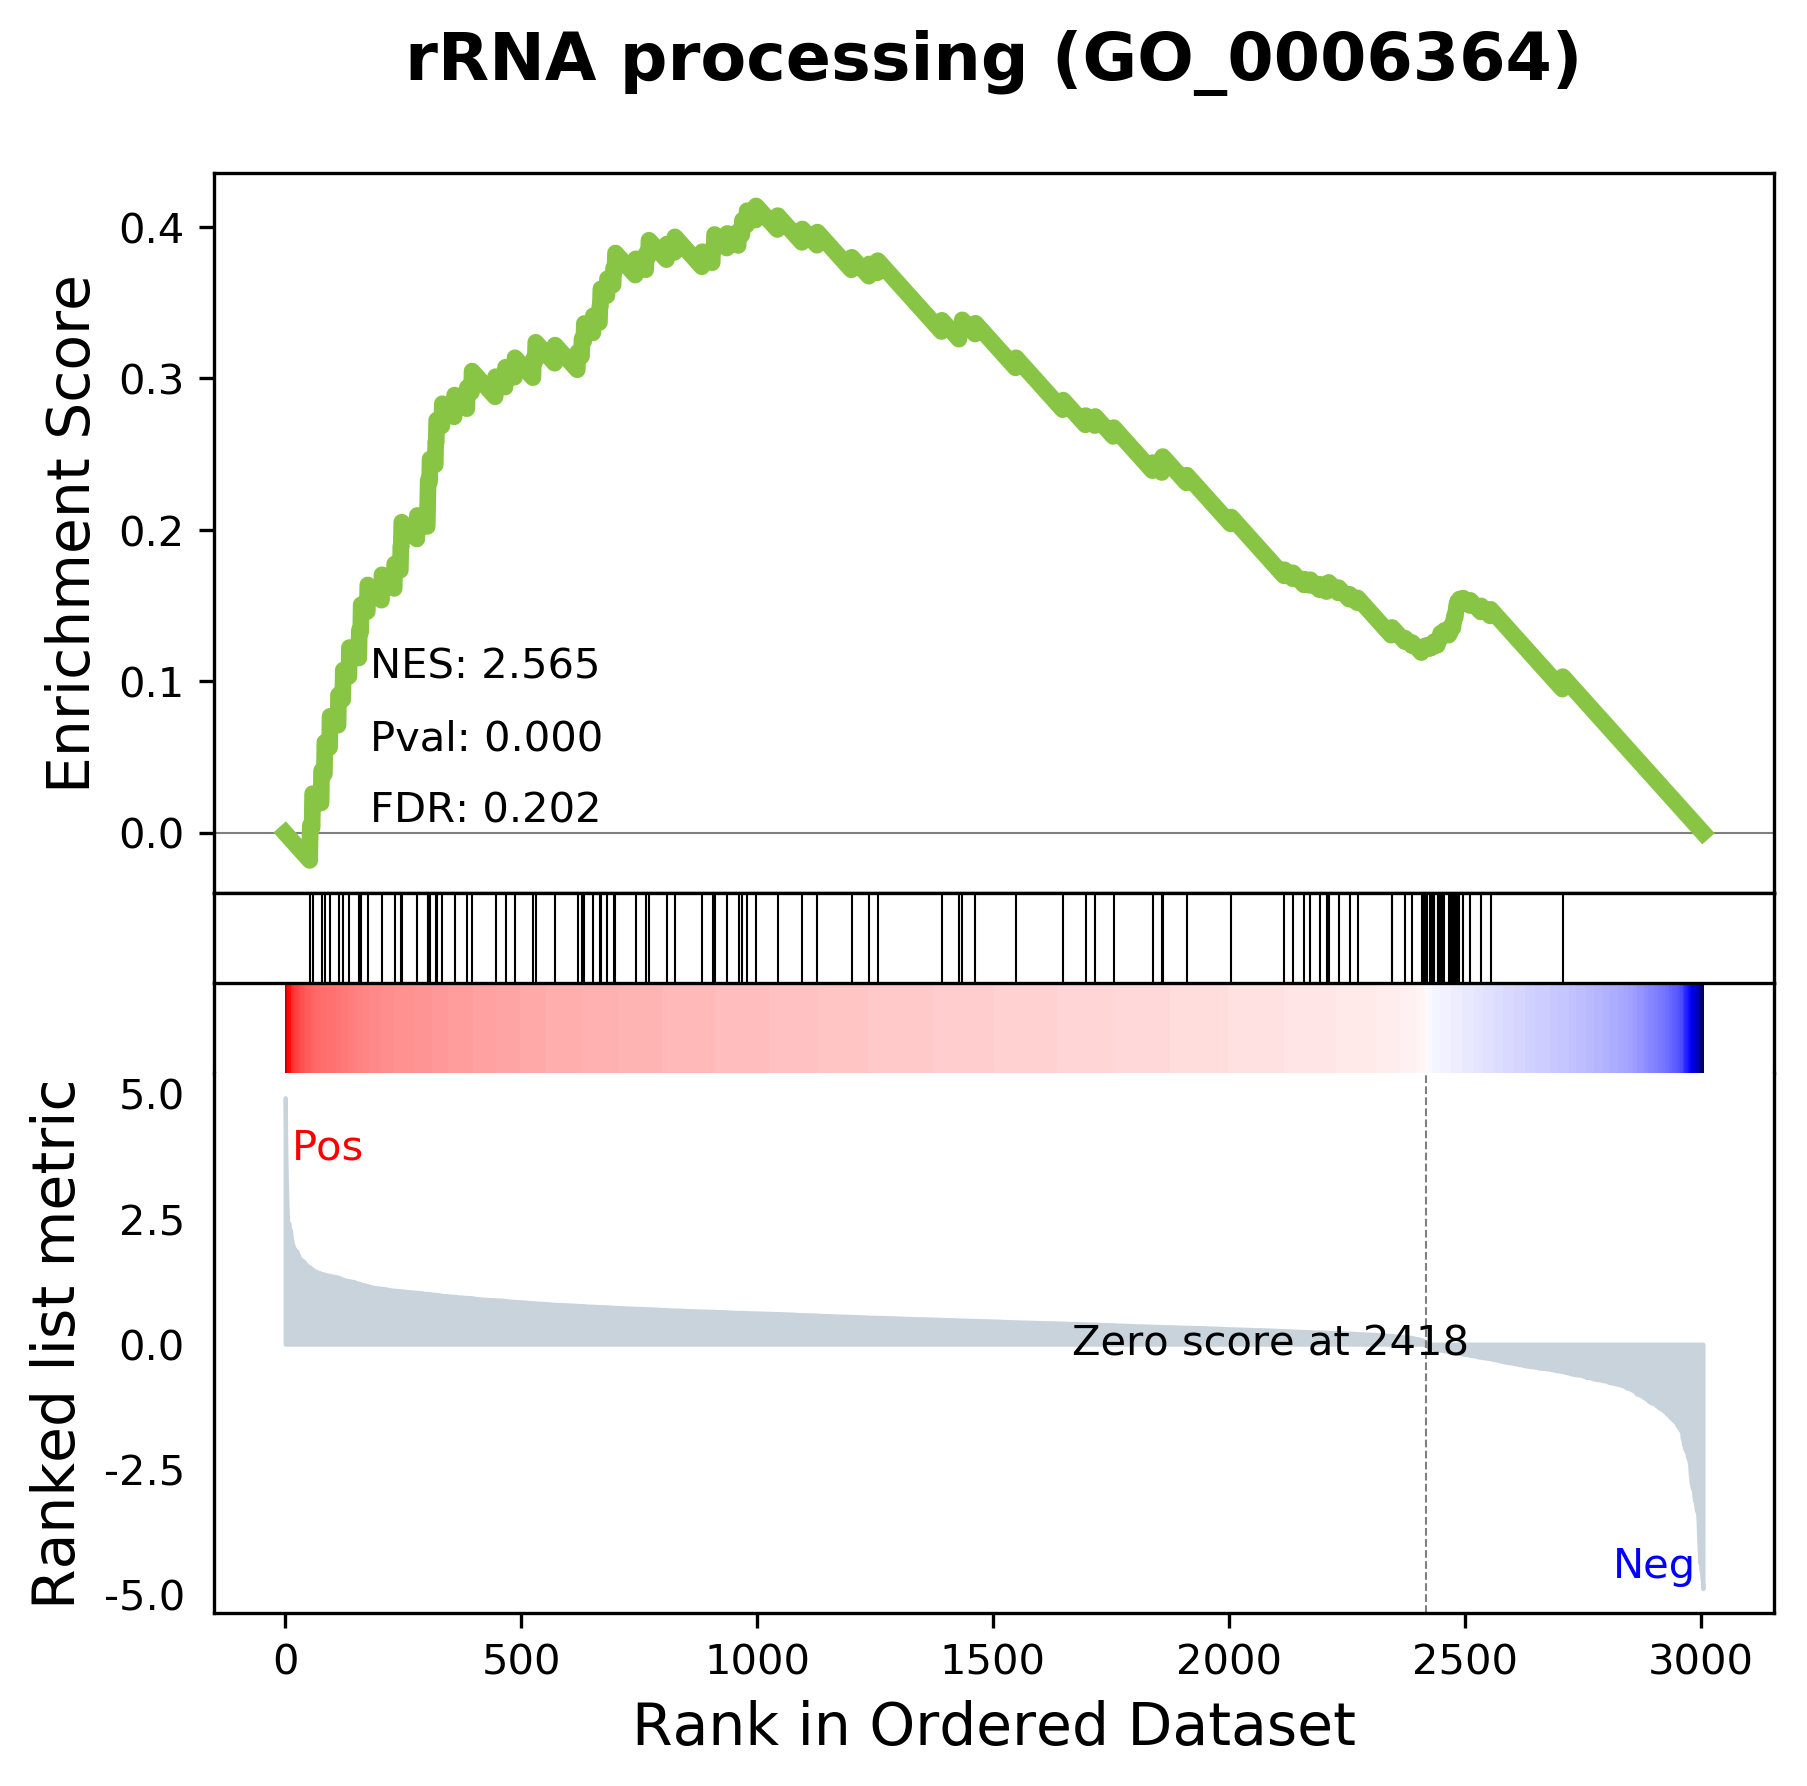 rRNA processing (GO_0006364)
Enrichment Score
0.4
0.3
0.2
0.1
0.0
NES: 2.565
Pval: 0.000
FDR: 0.202
Ranked list metric
5.0
2.5
0.0
-2.5
-5.0
Pos
Zero score at 2418
Neg
0 500 1000 1500 2000 2500 3000
Rank in Ordered Dataset